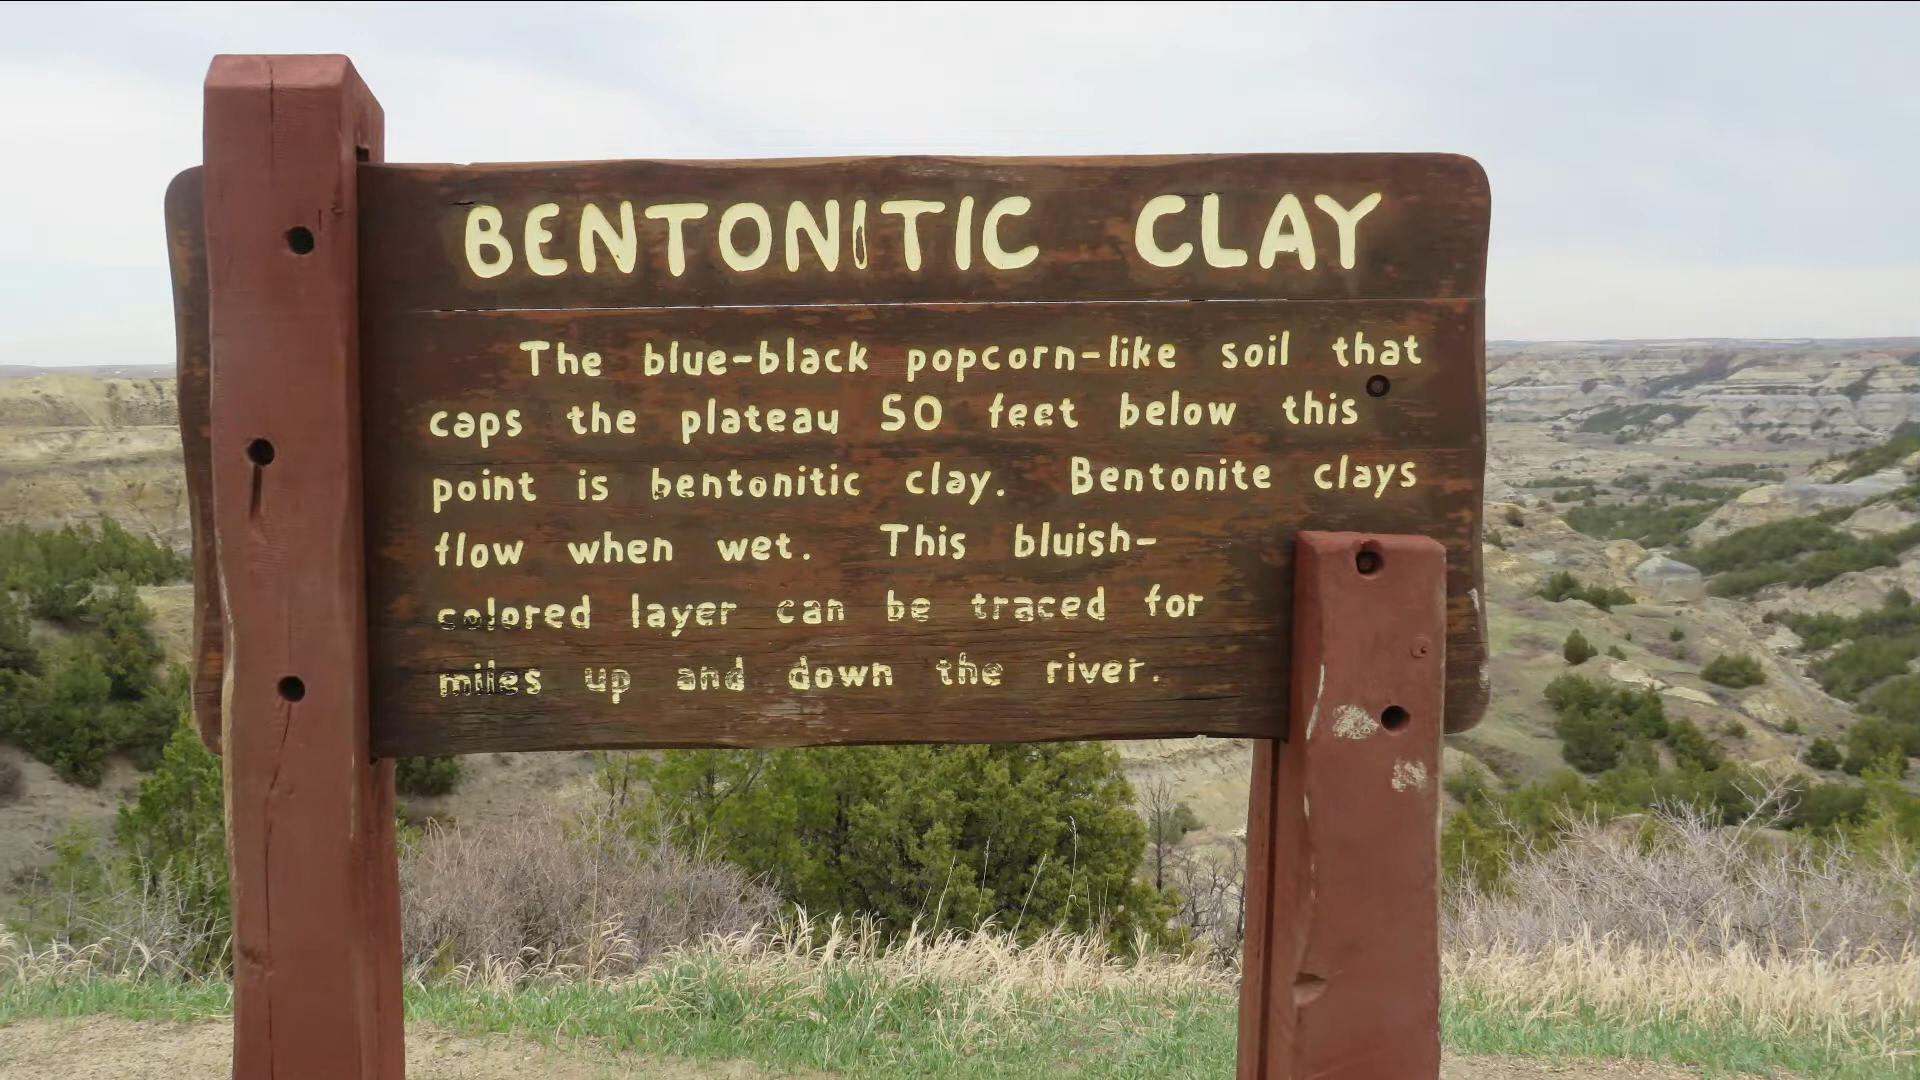 BENTONITIC CLAY
The blue-black popcorn-like soil that
caps the plateau 50 feet below this
point is bentonitic clay. Bentonite clays
flow when wet. This bluish-
colored layer can be traced for
miles up and down the river.